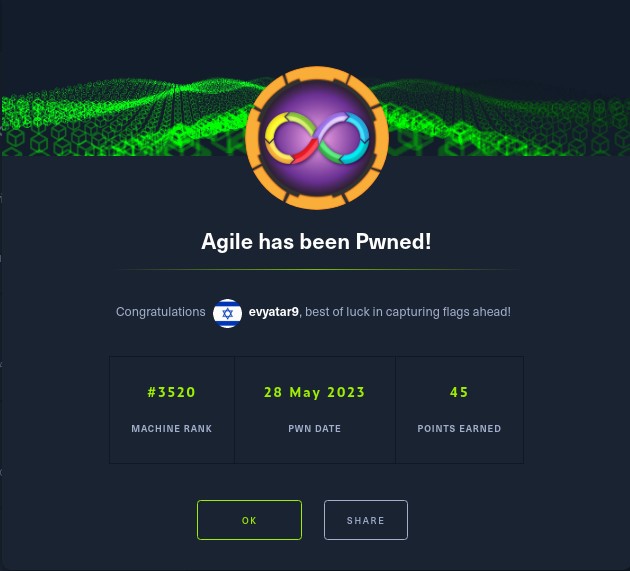 Agile has been Pwned!
Congratulations evyatar9, best of luck in capturing flags ahead!
#3520 28 May 2023 45
MACHINE RANK PWN DATE POINTS EARNED
OK SHARE